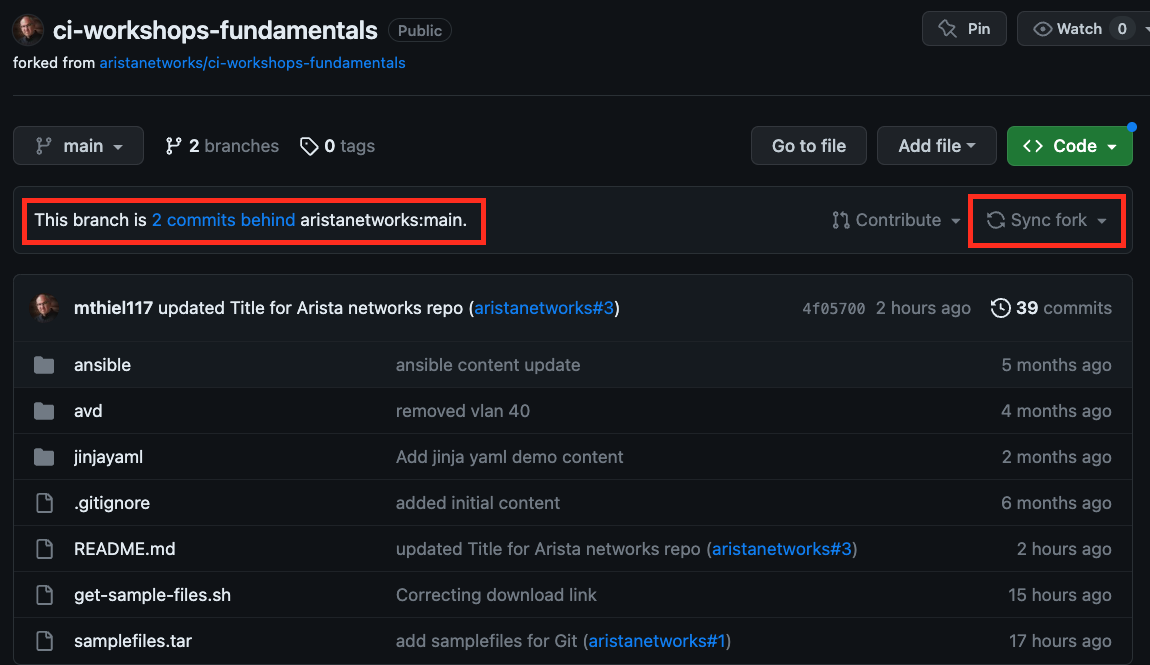 ci-workshops-fundamentals Public Pin Watch 0
forked from aristanetworks/ci-workshops-fundamentals
main 2 branches 0 tags Go to file Add file Code
This branch is 2 commits behind aristanetworks:main. Contribute Sync fork
mthiel117 updated Title for Arista networks repo (aristanetworks#3) 4f05700 2 hours ago 39 commits
ansible ansible content update 5 months ago
avd removed vlan 40 4 months ago
jinjayaml Add jinja yaml demo content 2 months ago
.gitignore added initial content 6 months ago
README.md updated Title for Arista networks repo (aristanetworks#3) 2 hours ago
get-sample-files.sh Correcting download link 15 hours ago
samplefiles.tar add samplefiles for Git (aristanetworks#1) 17 hours ago